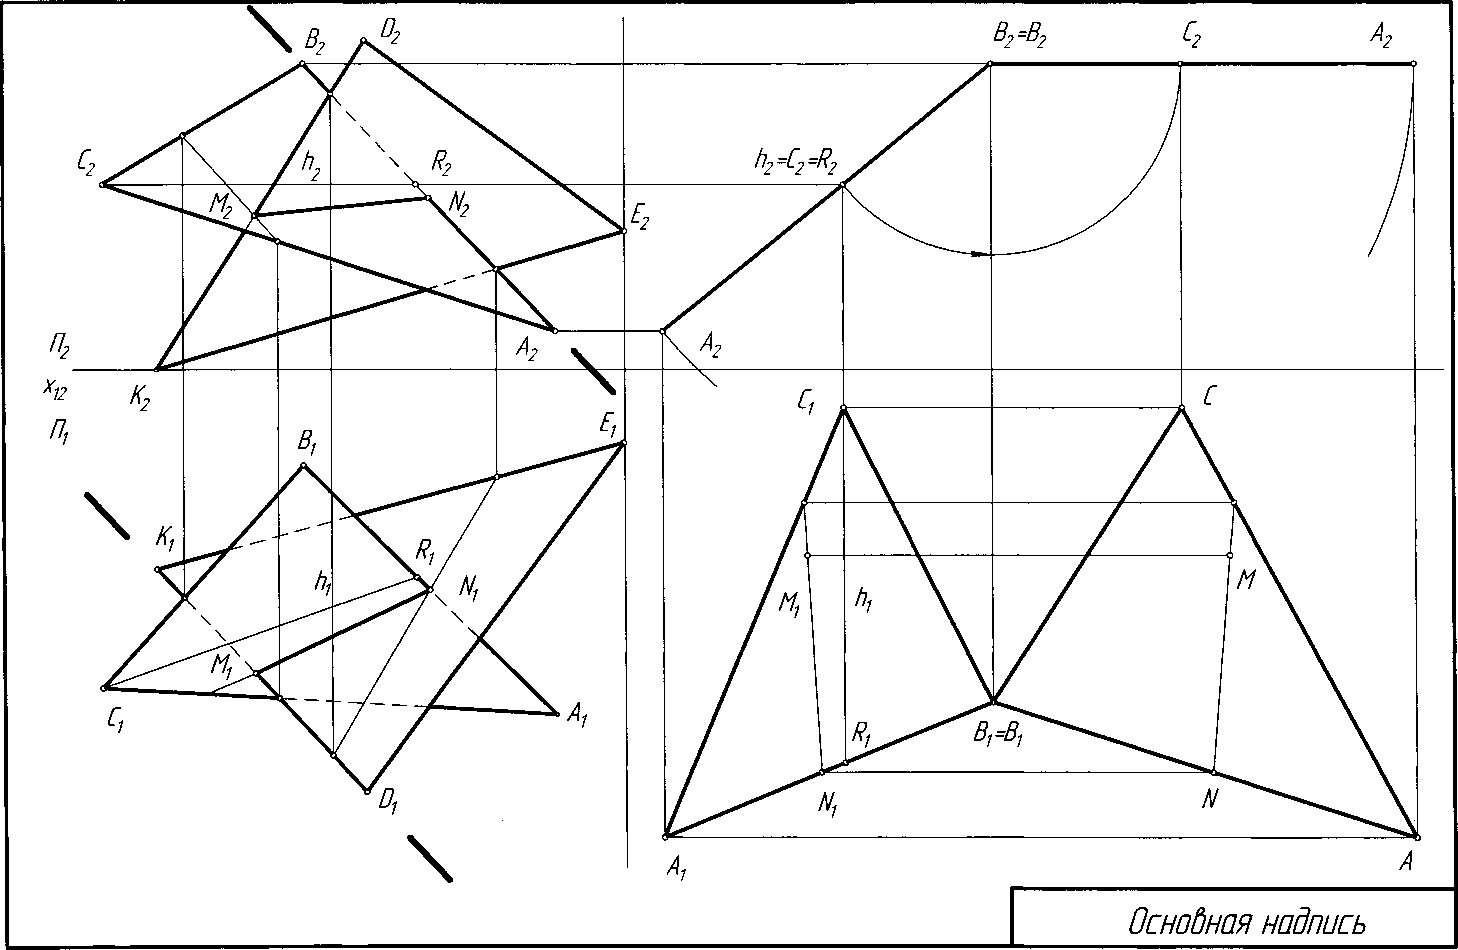 B₂ D₂
C₂ h₂ R₂
M₂ N₂ E₂
A₂
П₂
x₁₂ K₂
П₁
B₁ E₁
K₁ R₁
h₁ N₁
M₁
C₁ A₁
D₁
B₂=B₂ C₂ A₂
h₂=C₂=R₂
A₂
C₁ C
M₁ h₁ M
R₁ B₁=B₁
N₁ N
A₁ A
Основная надпись